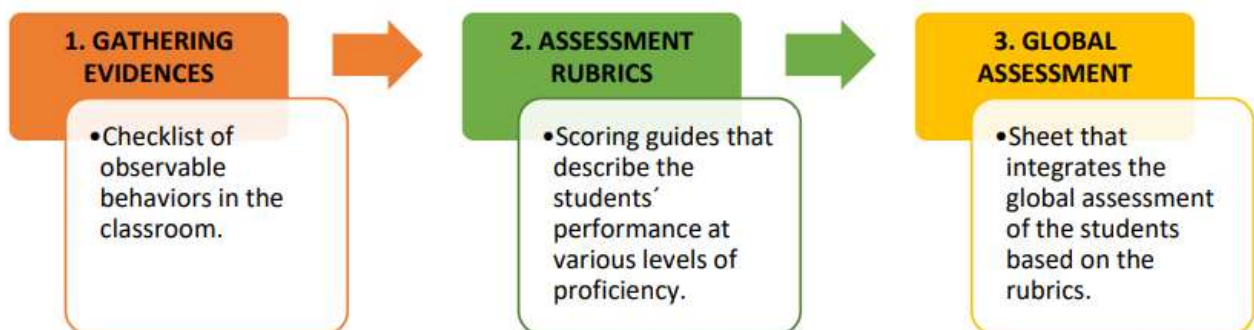 1. GATHERING
EVIDENCES
•Checklist of
observable
behaviors in the
classroom.
2. ASSESSMENT
RUBRICS
•Scoring guides that
describe the
students´
performance at
various levels of
proficiency.
3. GLOBAL
ASSESSMENT
•Sheet that
integrates the
global assessment
of the students
based on the
rubrics.